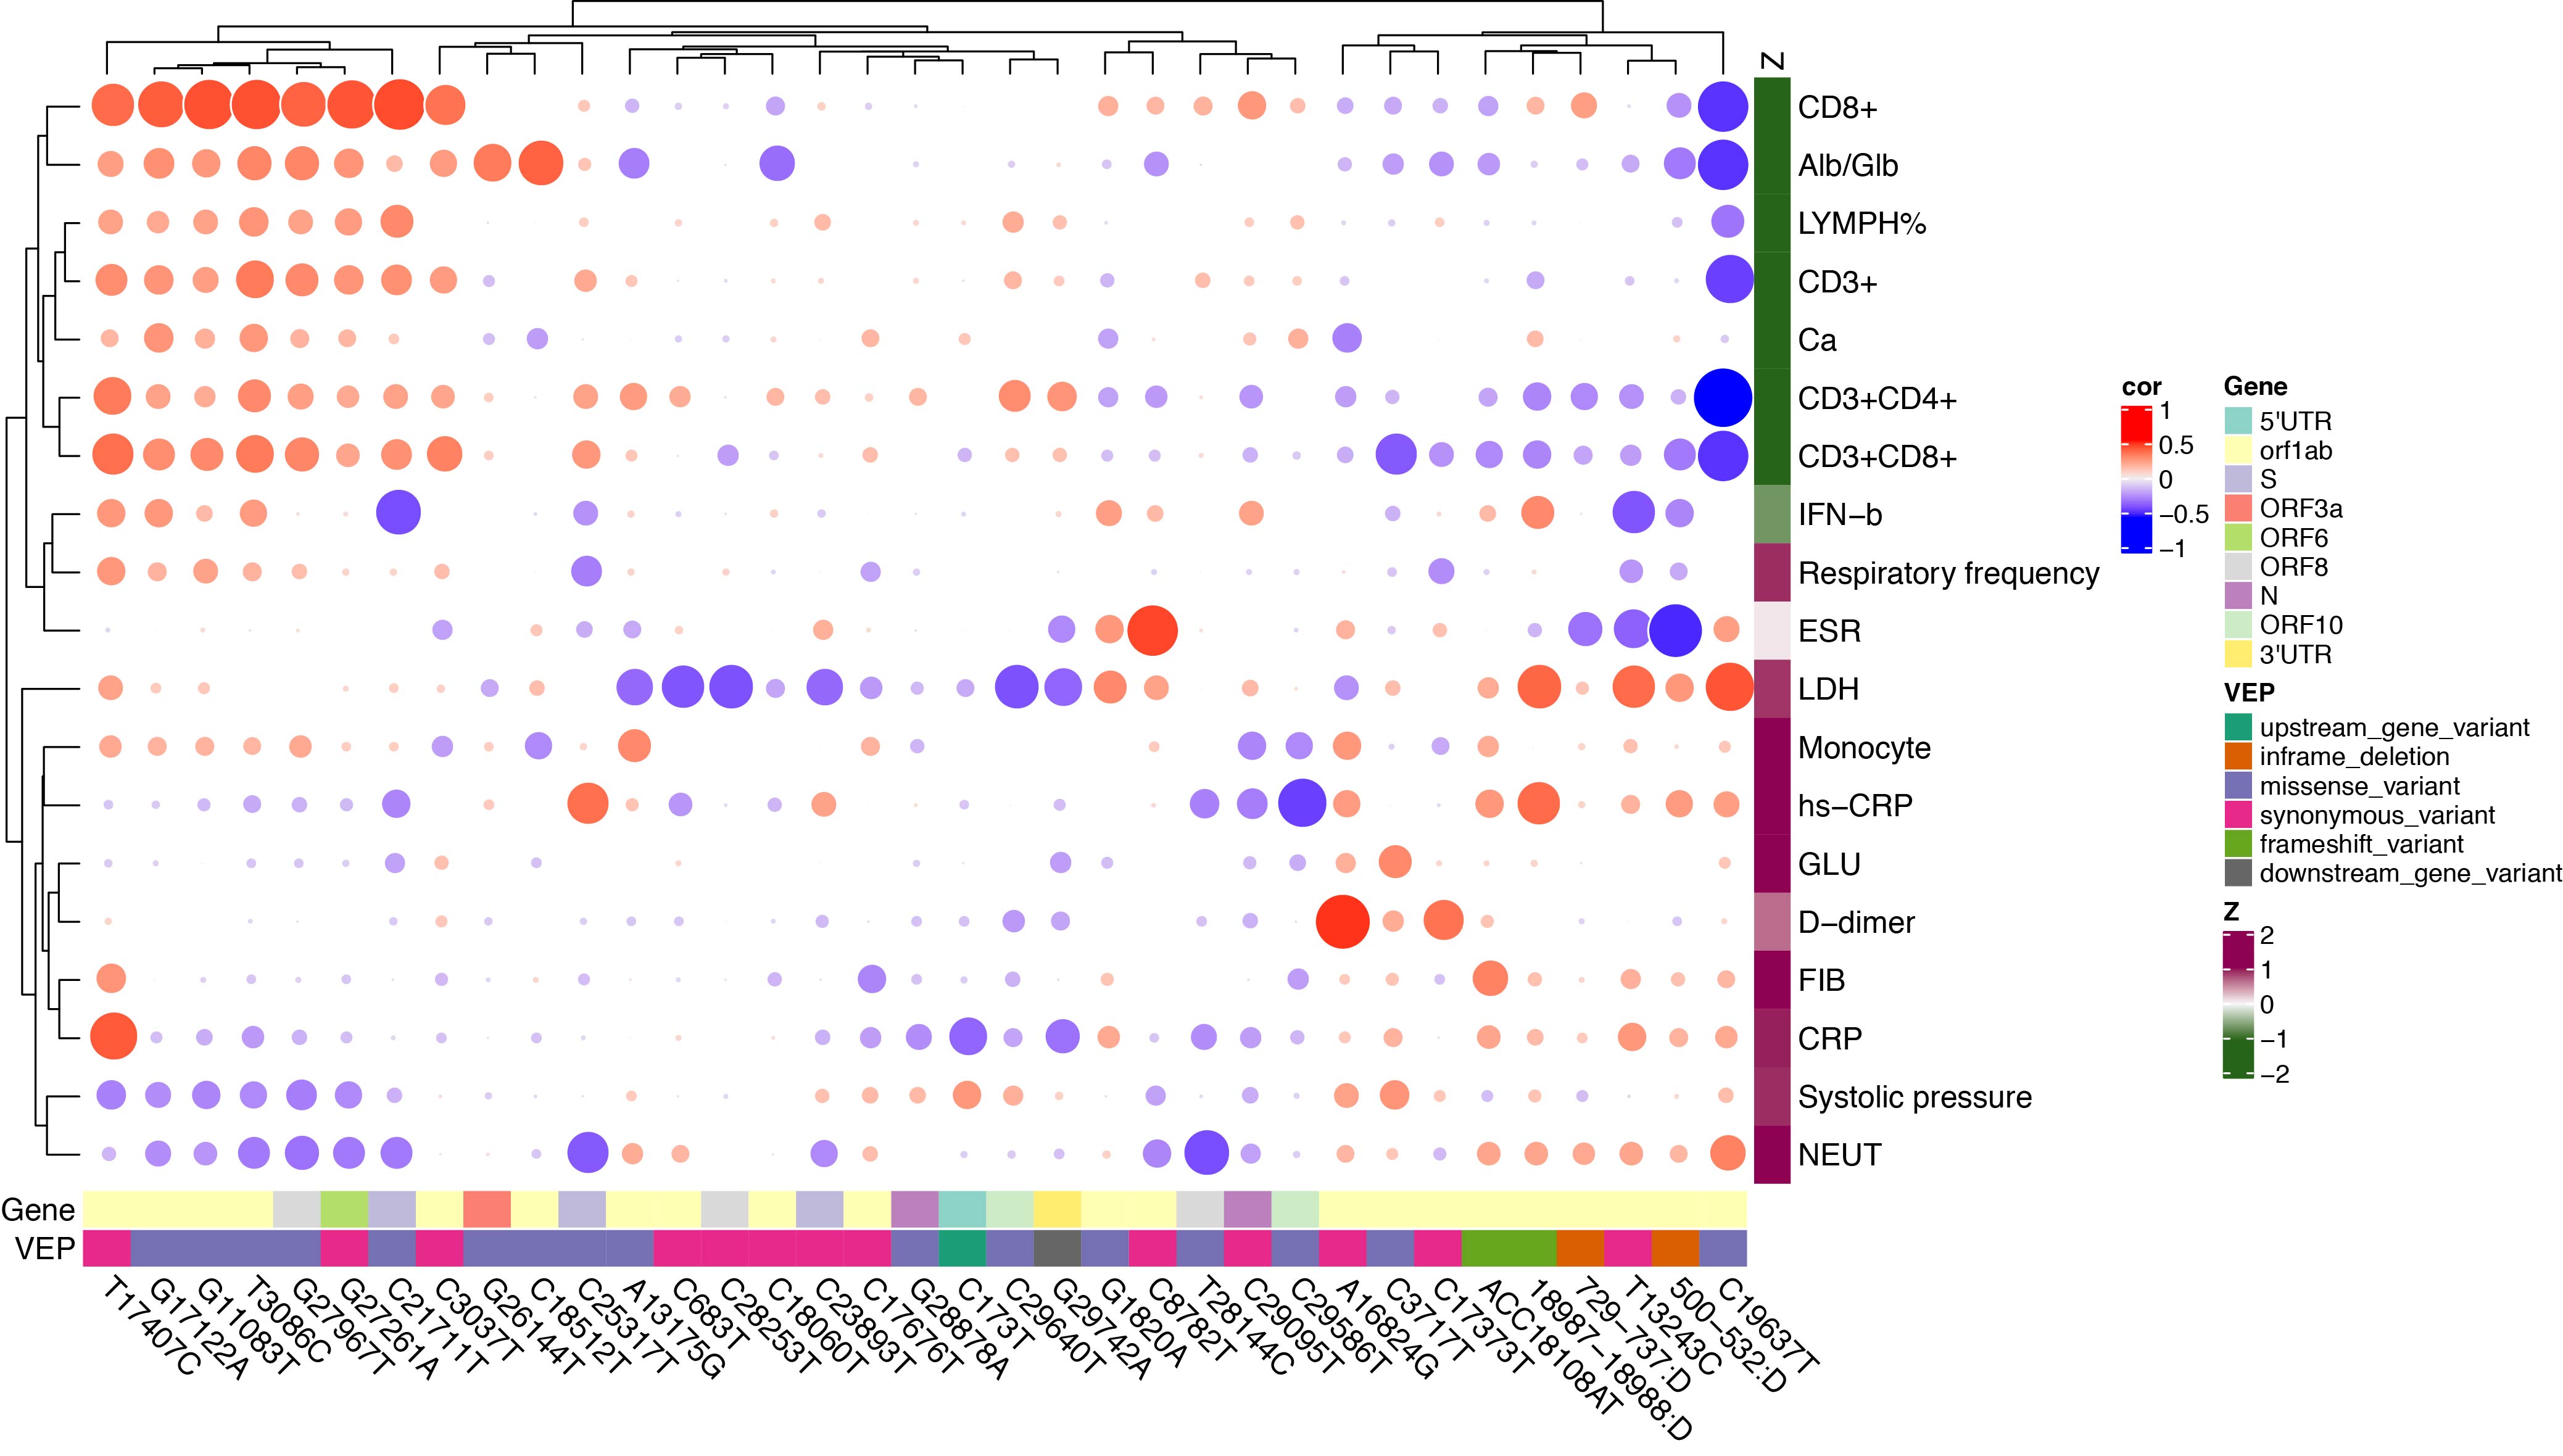 Z
CD8+
Alb/Glb
LYMPH%
CD3+
Ca
CD3+CD4+
CD3+CD8+
IFN−b
Respiratory frequency
ESR
LDH
Monocyte
hs−CRP
GLU
D−dimer
FIB
CRP
Systolic pressure
NEUT
Gene
VEP
T17407C
G17122A
G11083T
T3086C
G27967T
G27261A
C21711T
C3037T
G26144T
C18512T
C25317T
A13175G
C683T
C28253T
C18060T
C23893T
C17676T
G28878A
C173T
C29640T
G29742A
G1820A
C8782T
T28144C
C29095T
C29586T
A16824G
C3717T
C17373T
ACC18108AT
18987−18988:D
729−737:D
T13243C
500−532:D
C19637T
cor
1
0.5
0
−0.5
−1
Gene
5'UTR
orf1ab
S
ORF3a
ORF6
ORF8
N
ORF10
3'UTR
VEP
upstream_gene_variant
inframe_deletion
missense_variant
synonymous_variant
frameshift_variant
downstream_gene_variant
Z
2
1
0
−1
−2